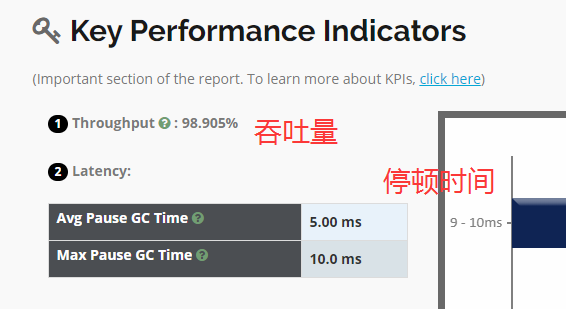 Key Performance Indicators
(Important section of the report. To learn more about KPIs, click here)
1 Throughput ? : 98.905%
吞吐量
2 Latency:
停顿时间
Avg Pause GC Time ? 5.00 ms
9 - 10ms
Max Pause GC Time ? 10.0 ms